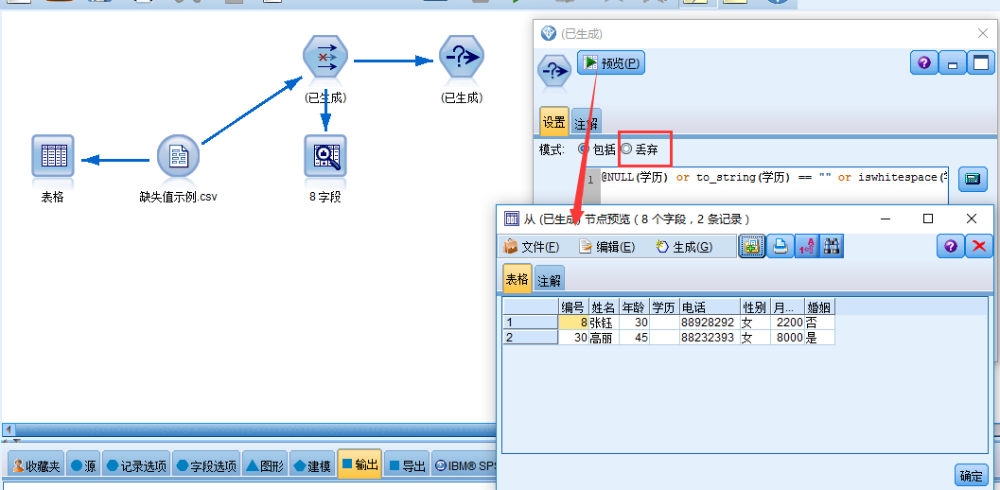 (已生成)
(已生成)
表格
缺失值示例.csv
8 字段
(已生成)
预览(P)
设置
注解
模式:
包括
丢弃
1
@NULL(学历) or to_string(学历) == "" or iswhitespace(学
从 (已生成) 节点预览 ( 8 个字段 , 2 条记录 )
文件(F)
编辑(E)
生成(G)
表格
注解
编号 姓名 年龄 学历 电话 性别 月... 婚姻
1 8 张钰 30 88928292 女 2200 否
2 30 高丽 45 88232393 女 8000 是
确定
收藏夹
源
记录选项
字段选项
图形
建模
输出
导出
IBM® SPS